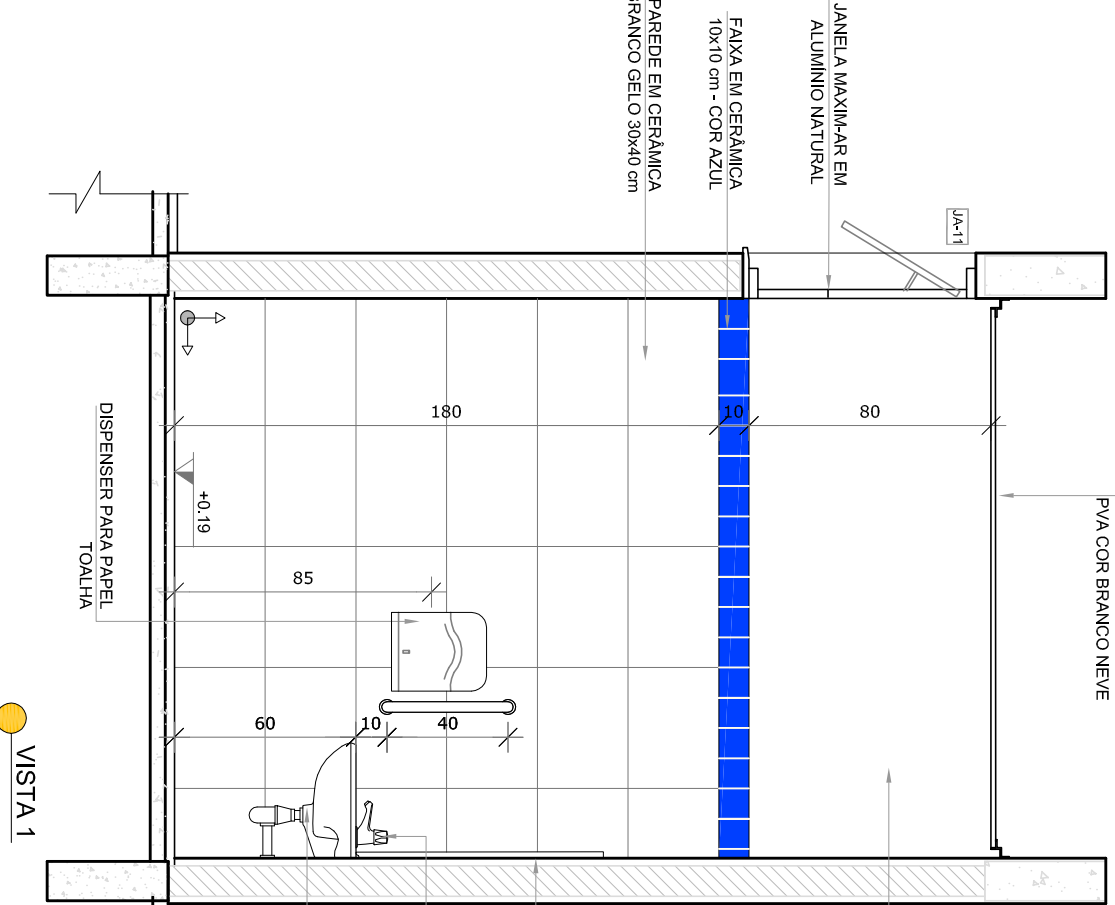 JANELA MAXIM-AR EM
ALUMÍNIO NATURAL
FAIXA EM CERÂMICA
10x10 cm - COR AZUL
PAREDE EM CERÂMICA
BRANCO GELO 30x40 cm
JA-11
PVA COR BRANCO NEVE
80
10
180
+0.19
85
DISPENSER PARA PAPEL
TOALHA
60
10
40
VISTA 1